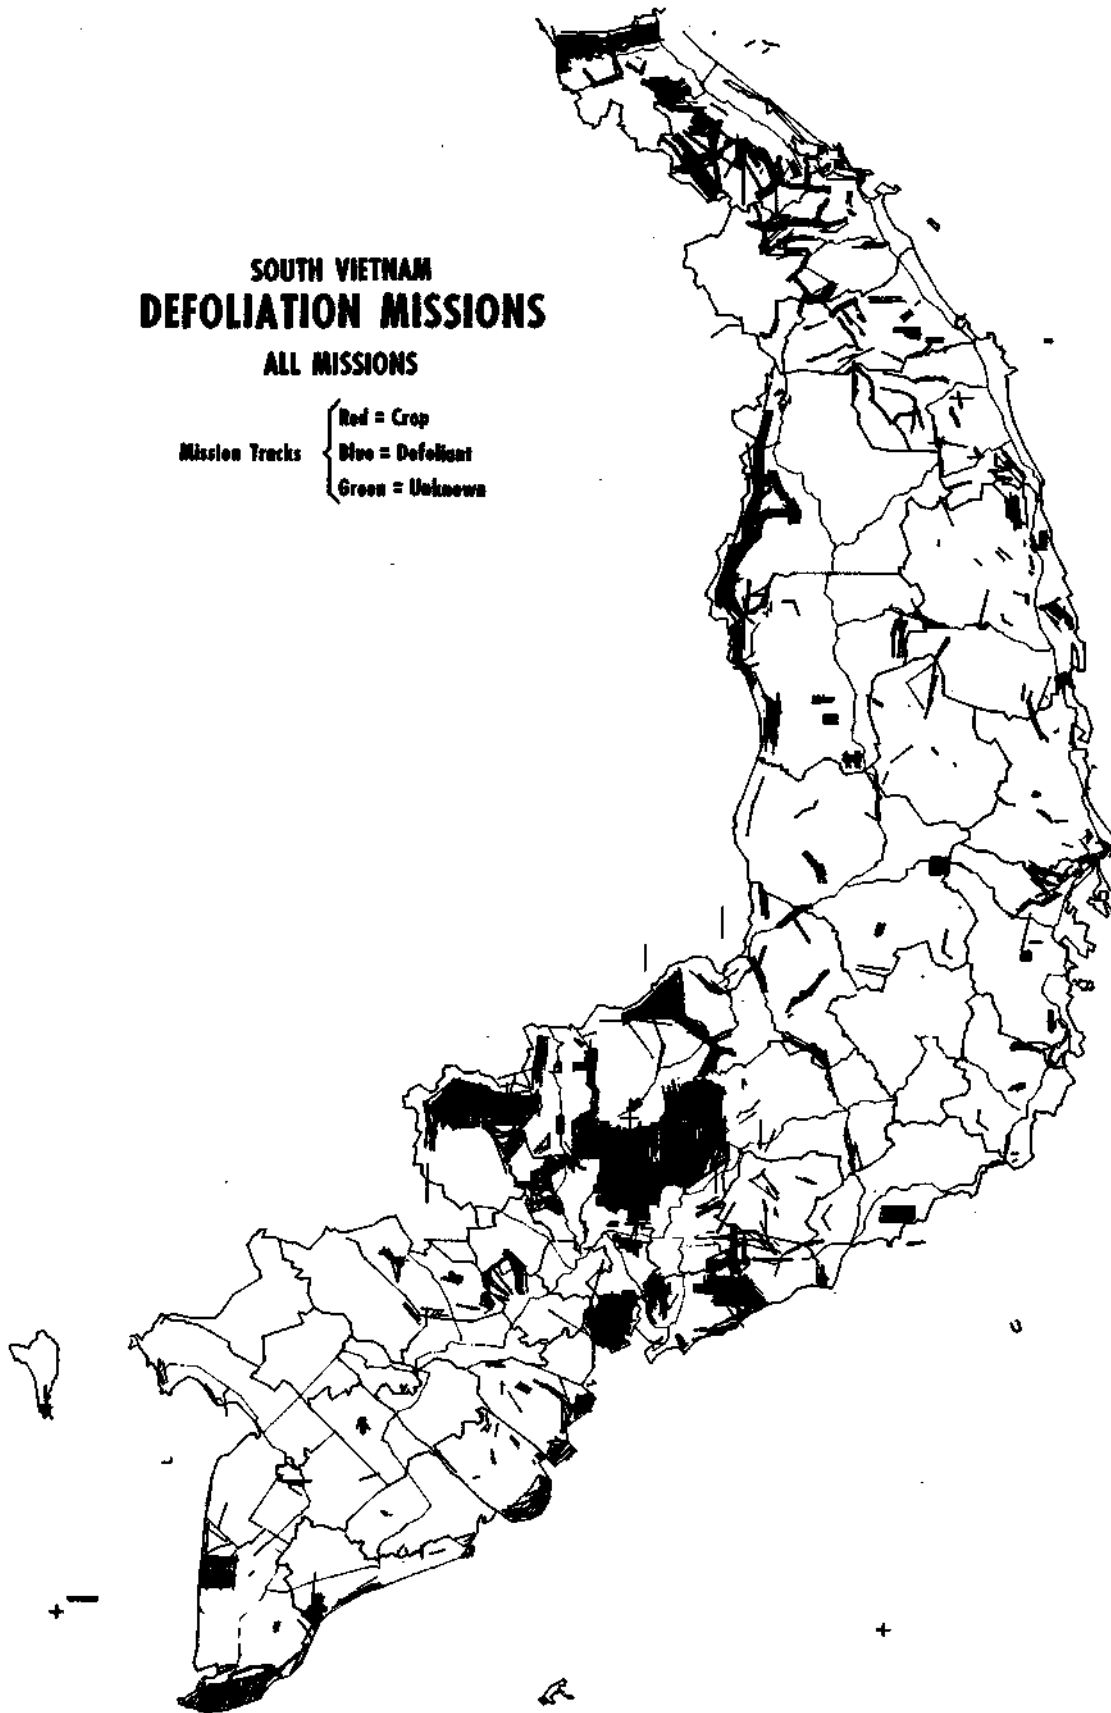 SOUTH VIETNAM
DEFOLIATION MISSIONS
ALL MISSIONS
Mission Tracks
Red = Crop
Blue = Defoliant
Green = Unknown